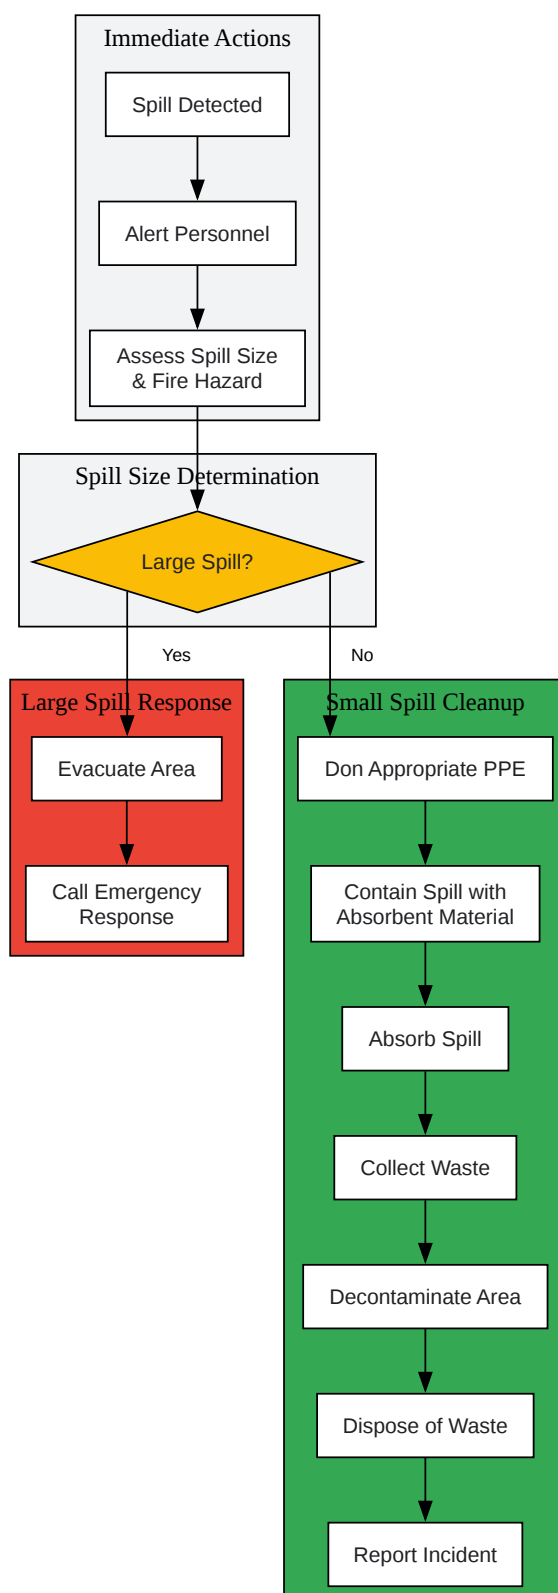 Immediate Actions
Spill Detected
Alert Personnel
Assess Spill Size
& Fire Hazard
Spill Size Determination
Large Spill?
Yes
No
Large Spill Response
Evacuate Area
Call Emergency
Response
Small Spill Cleanup
Don Appropriate PPE
Contain Spill with
Absorbent Material
Absorb Spill
Collect Waste
Decontaminate Area
Dispose of Waste
Report Incident